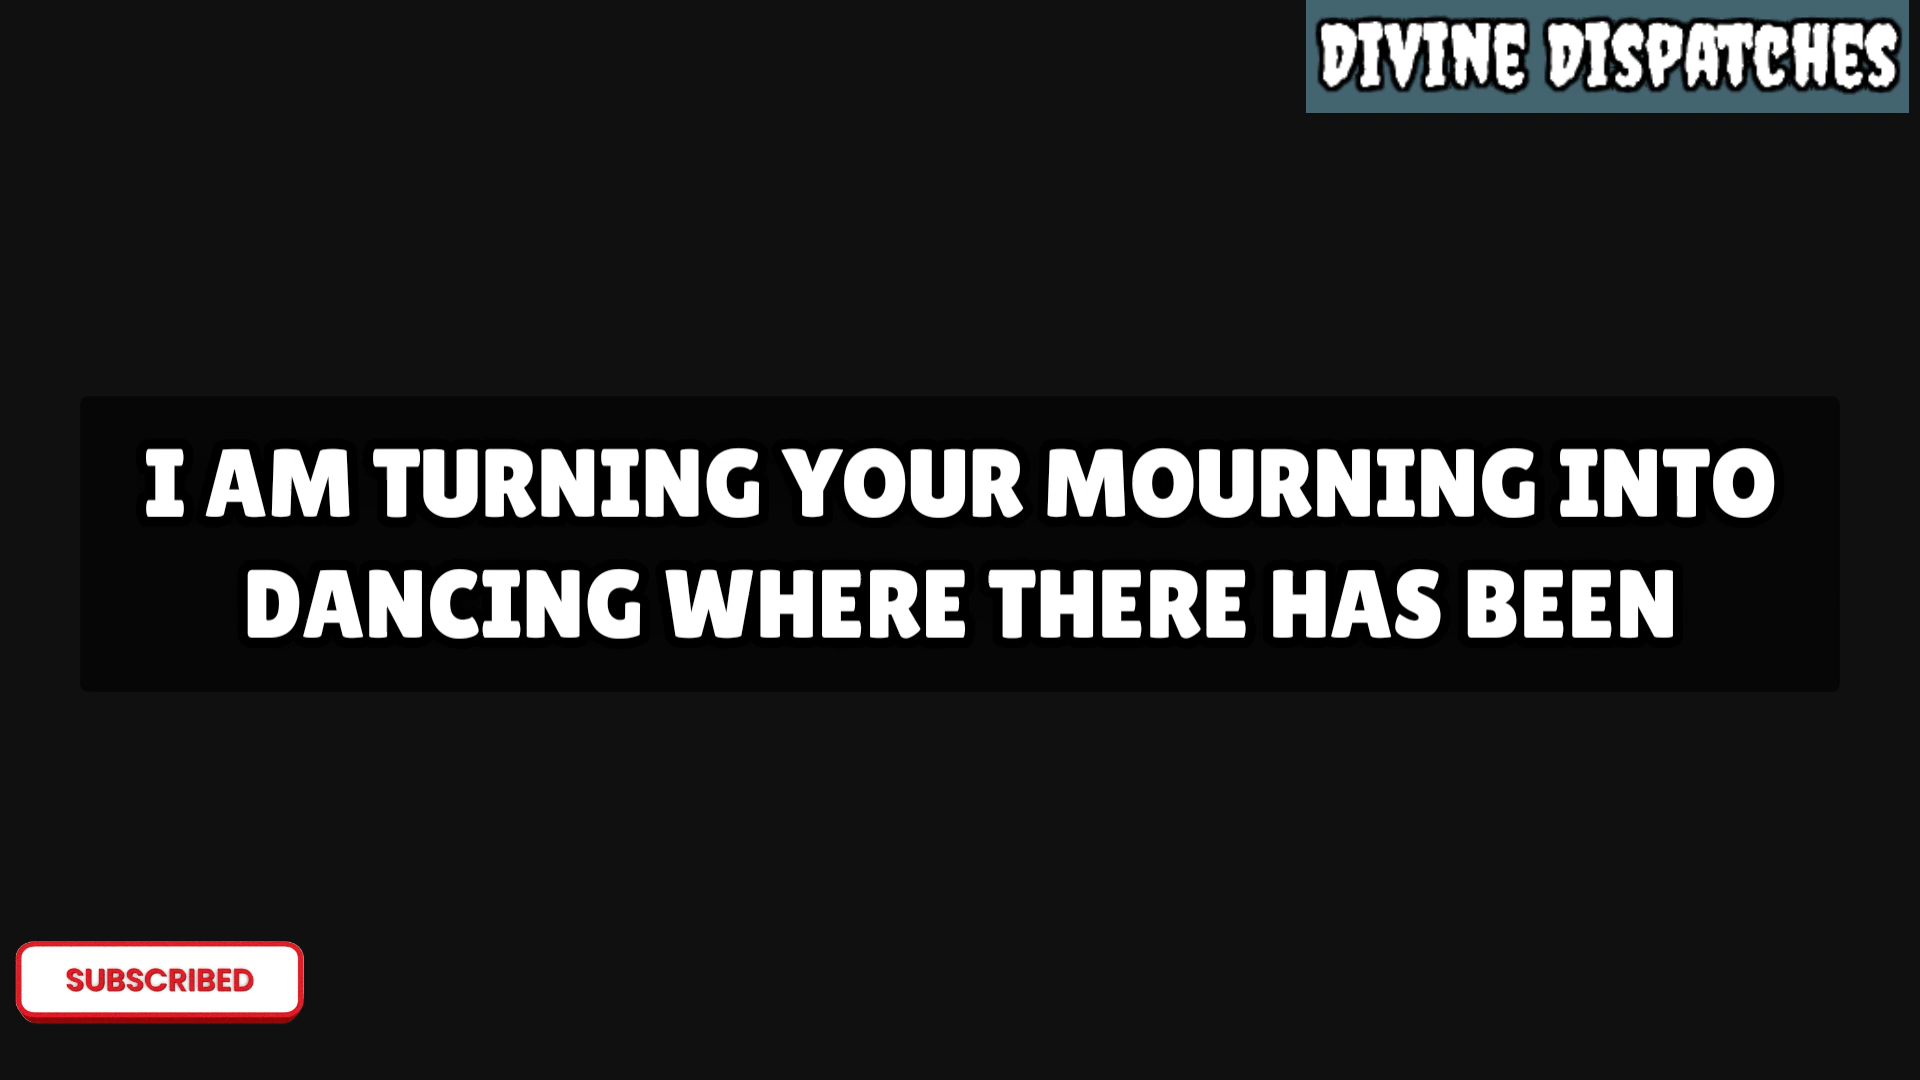 DIVINE DISPATCHES
I AM TURNING YOUR MOURNING INTO
DANCING WHERE THERE HAS BEEN
SUBSCRIBED